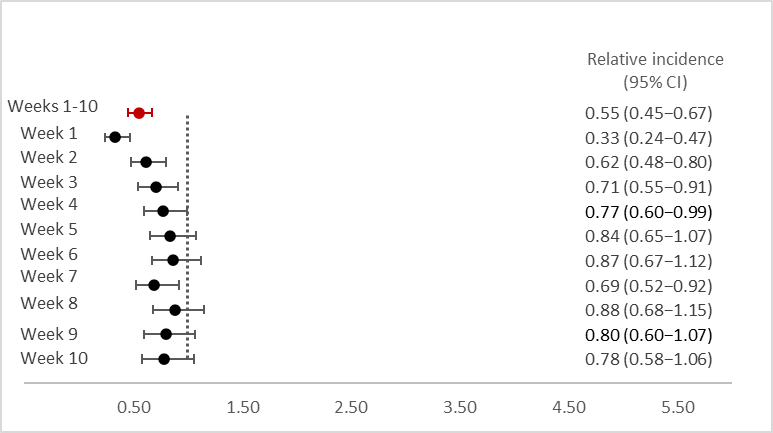 Relative incidence
(95% CI)
Weeks 1-10 0.55 (0.45−0.67)
Week 1 0.33 (0.24−0.47)
Week 2 0.62 (0.48−0.80)
Week 3 0.71 (0.55−0.91)
Week 4 0.77 (0.60−0.99)
Week 5 0.84 (0.65−1.07)
Week 6 0.87 (0.67−1.12)
Week 7 0.69 (0.52−0.92)
Week 8 0.88 (0.68−1.15)
Week 9 0.80 (0.60−1.07)
Week 10 0.78 (0.58−1.06)
0.50 1.50 2.50 3.50 4.50 5.50